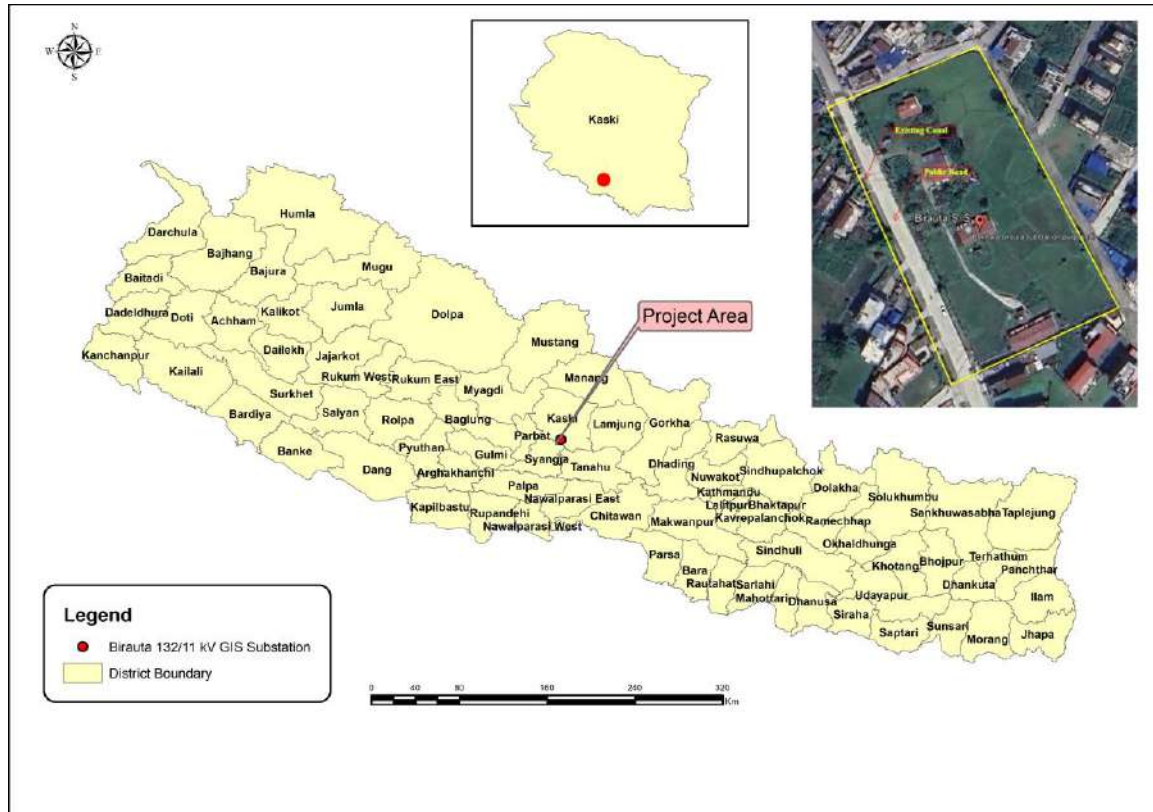 N
W E
S
Kaski
Existing Canal
Public Road
Birauta S.S
Humla
Darchula
Bajhang
Mugu
Baitadi
Bajura
Dadeldhura
Doti
Achham
Kalikot
Jumla
Dolpa
Project Area
Mustang
Kanchanpur
Kailali
Dailekh
Jajarkot
Manang
Rukum West
Rukum East
Myagdi
Surkhet
Bardiya
Salyan
Rolpa
Baglung
Kaski
Lamjung
Gorkha
Parbat
Rasuwa
Banke
Pyuthan
Gulmi
Syangja
Tanahu
Dhading
Sindhupalchok
Dang
Arghakhanchi
Nuwakot
Dolakha
Palpa
Kathmandu
Solukhumbu
Kapilbastu
Nawalparasi East
Lalitpur
Bhaktapur
Sankhuwasabha
Taplejung
Rupandehi
Chitawan
Makwanpur
Kavrepalanchok
Ramechhap
Nawalparasi West
Okhaldhunga
Parsa
Sindhuli
Khotang
Bhojpur
Terhathum
Bara
Panchthar
Rautahat
Sarlahi
Dhankuta
Mahottari
Dhanusa
Udayapur
Ilam
Siraha
Saptari
Sunsari
Morang
Jhapa
Legend
Birauta 132/11 kV GIS Substation
District Boundary
0 40 80 160 240 320
Km